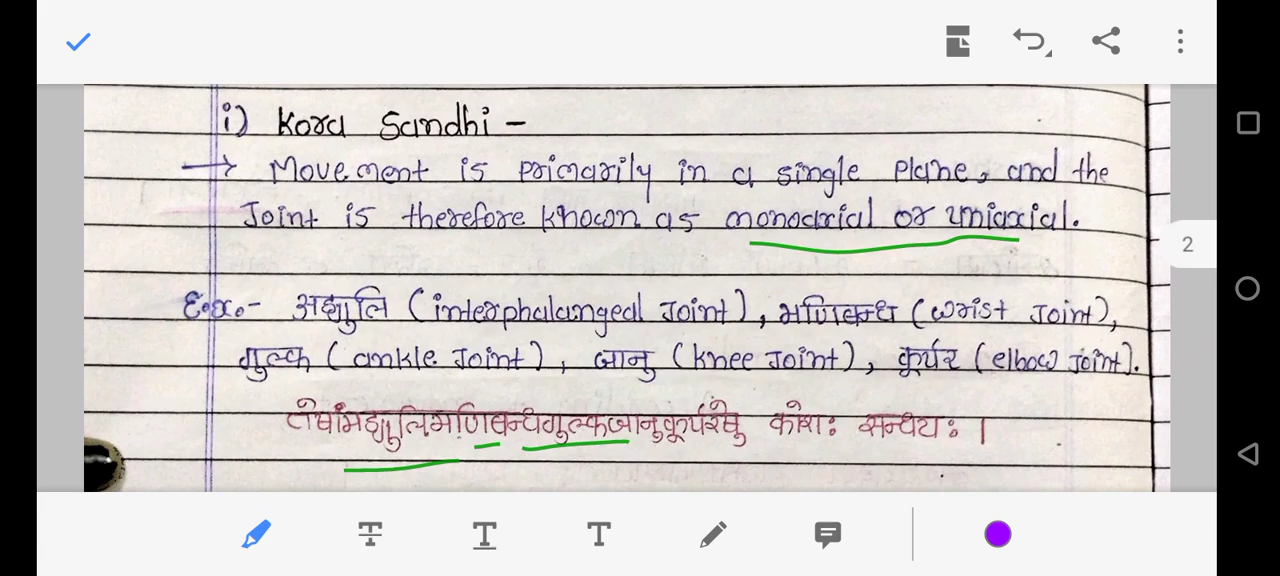 i) Kora Sandhi -
→ Movement is primarily in a single plane, and the
Joint is therefore known as monoaxial or uniaxial.
2
E.x.- अङ्गुलि (interphalangeal Joint), मणिबन्ध (wrist Joint),
गुल्फ (ankle Joint), जानु (knee Joint), कूर्पर (elbow Joint).
तेषामङ्गुलिमणिबन्धगुल्फजानुकूर्परेषु कोराः सन्धयः ।
T T T